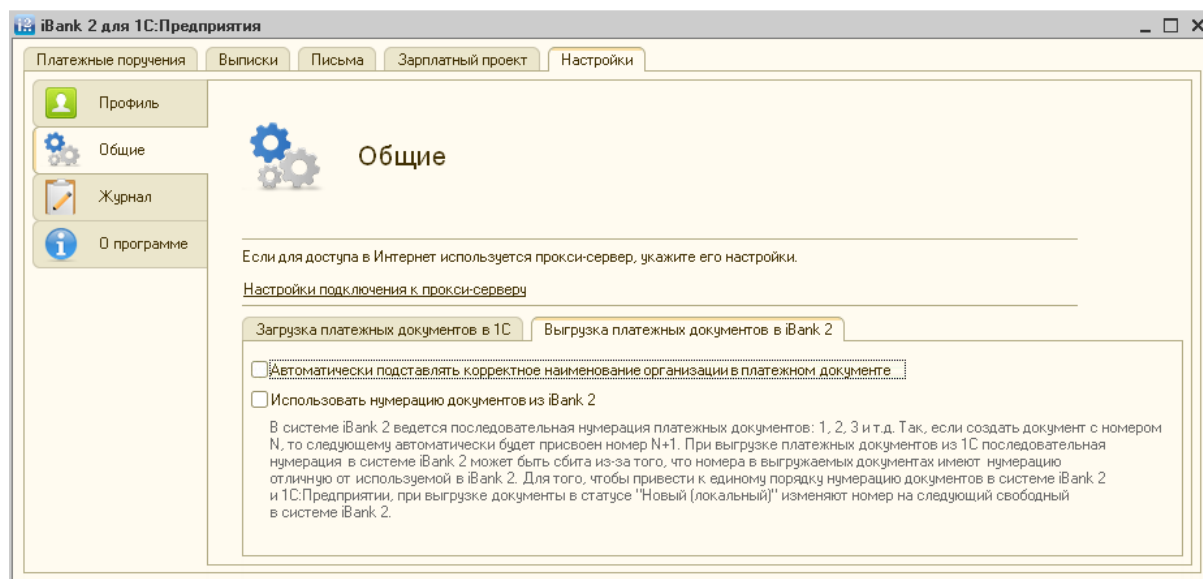 iBank 2 для 1С:Предприятия
Платежные поручения Выписки Письма Зарплатный проект Настройки
Профиль
Общие
Журнал
О программе
Общие
Если для доступа в Интернет используется прокси-сервер, укажите его настройки.
Настройки подключения к прокси-серверу
Загрузка платежных документов в 1С Выгрузка платежных документов в iBank 2
Автоматически подставлять корректное наименование организации в платежном документе
Использовать нумерацию документов из iBank 2
В системе iBank 2 ведется последовательная нумерация платежных документов: 1, 2, 3 и т.д. Так, если создать документ с номером
N, то следующему автоматически будет присвоен номер N+1. При выгрузке платежных документов из 1С последовательная
нумерация в системе iBank 2 может быть сбита из-за того, что номера в выгружаемых документах имеют нумерацию
отличную от используемой в iBank 2. Для того, чтобы привести к единому порядку нумерацию документов в системе iBank 2
и 1С:Предприятии, при выгрузке документы в статусе "Новый (локальный)" изменяют номер на следующий свободный
в системе iBank 2.